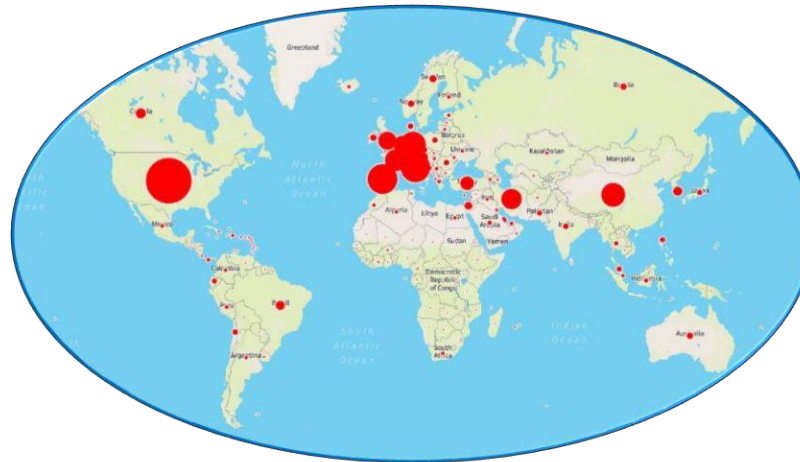 Greenland
Sweden
Russia
Norway
Finland
Canada
Belarus
Ukraine
Kazakhstan
Mongolia
North
Atlantic
Ocean
Iraq
Algeria
Libya
Egypt
Saudi
Arabia
Pakistan
India
Mexico
Sudan
Yemen
Colombia
Democratic
Republic
of Congo
Indonesia
Peru
Brazil
South
Atlantic
Ocean
Indian
Ocean
Australia
Argentina
South
Africa